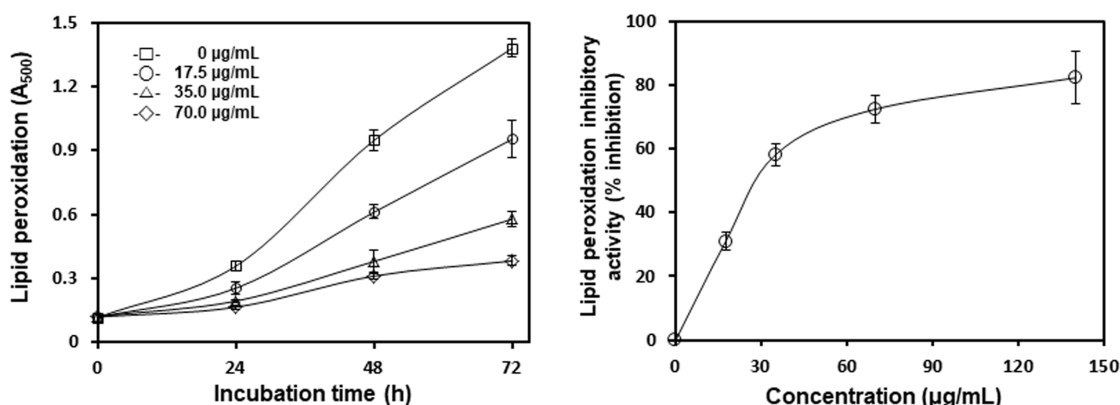 Lipid peroxidation (A500)
1.5
1.2
0.9
0.6
0.3
0
-□- 0 µg/mL
-○- 17.5 µg/mL
-△- 35.0 µg/mL
-◇- 70.0 µg/mL
0 24 48 72
Incubation time (h)
Lipid peroxidation inhibitory
activity (% inhibition)
100
80
60
40
20
0
0 30 60 90 120 150
Concentration (µg/mL)